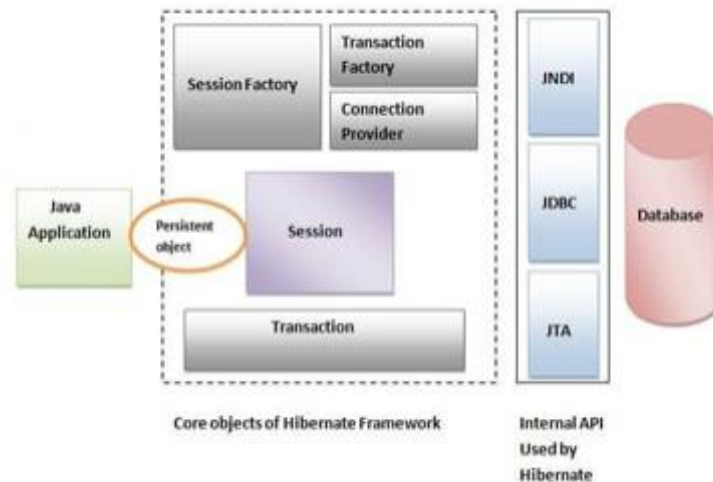 Session Factory
Transaction
Factory
Connection
Provider
JNDI
Java
Application
Persistent
object
Session
JDBC
Database
Transaction
JTA
Core objects of Hibernate Framework
Internal API
Used by
Hibernate